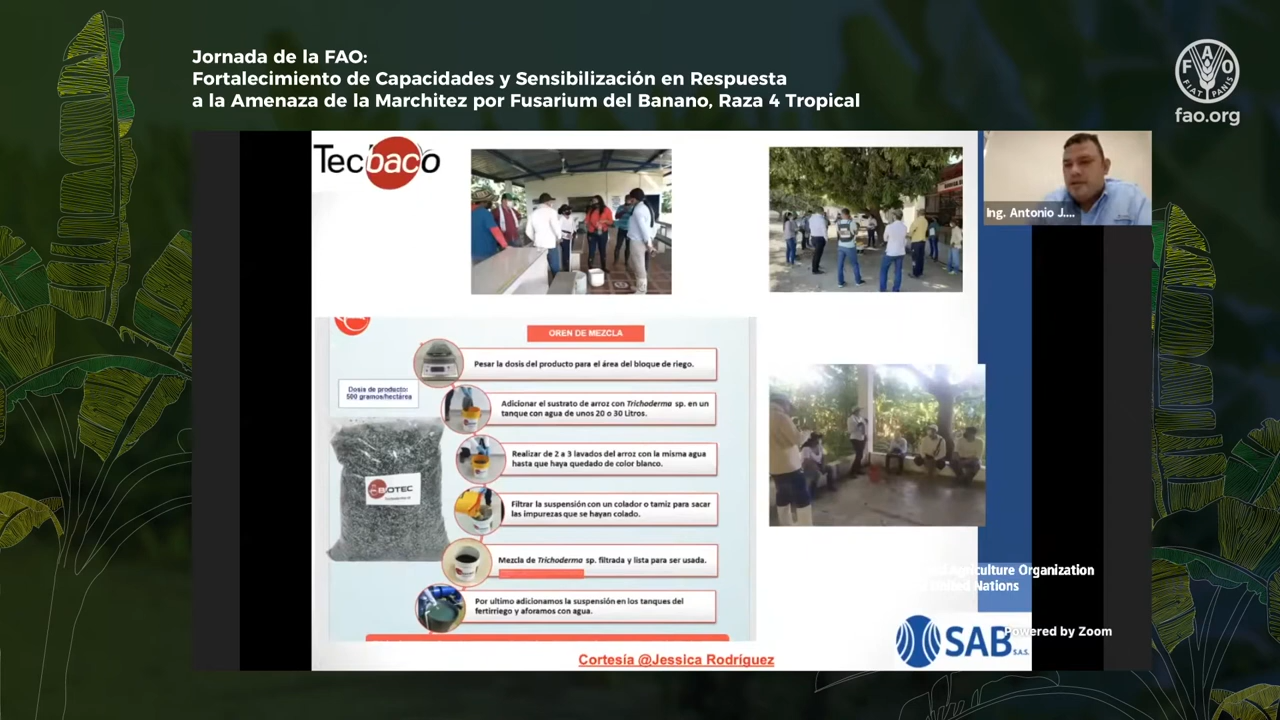 Jornada de la FAO:
Fortalecimiento de Capacidades y Sensibilización en Respuesta
a la Amenaza de la Marchitez por Fusarium del Banano, Raza 4 Tropical
FAO
FIAT PANIS
fao.org
Tecbaco
Ing. Antonio J....
OREN DE MEZCLA
Dosis de producto:
500 gramos/hectárea
Pesar la dosis del producto para el área del bloque de riego.
Adicionar el sustrato de arroz con Trichoderma sp. en un
tanque con agua de unos 20 o 30 Litros.
Realizar de 2 a 3 lavados del arroz con la misma agua
hasta que haya quedado de color blanco.
BIOTEC
Filtrar la suspensión con un colador o tamiz para sacar
las impurezas que se hayan colado.
Mezcla de Trichoderma sp. filtrada y lista para ser usada.
Por ultimo adicionamos la suspensión en los tanques del
fertirriego y aforamos con agua.
Agriculture Organization
Nations
Powered by Zoom
SAB S.A.S.
Cortesía @Jessica Rodríguez